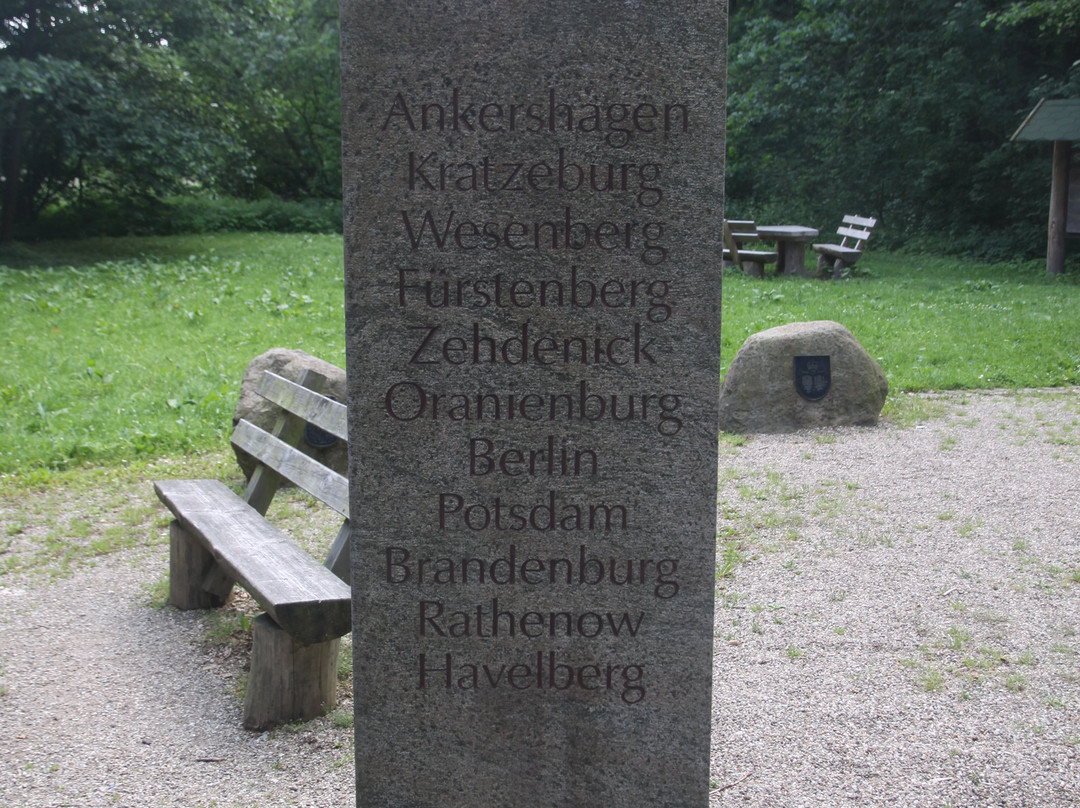 Ankershagen
Kratzeburg
Wesenberg
Fürstenberg
Zehdenick
Oranienburg
Berlin
Potsdam
Brandenburg
Rathenow
Havelberg